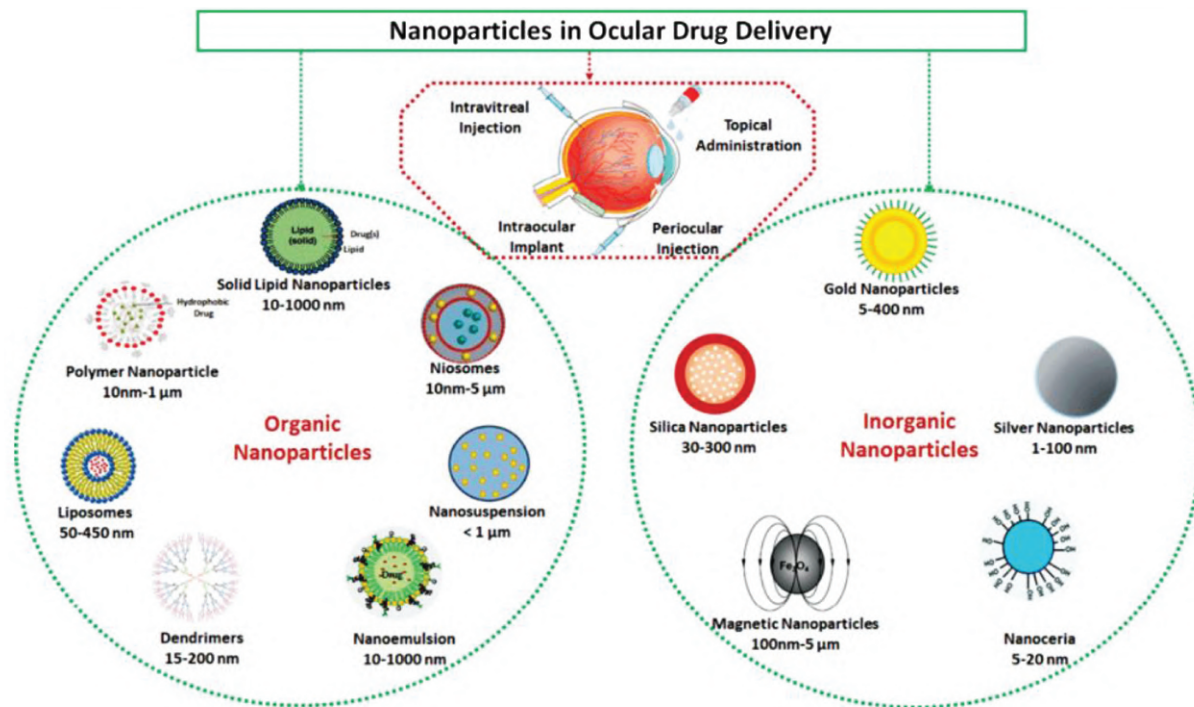 Nanoparticles in Ocular Drug Delivery
Intravitreal
Injection
Topical
Administration
Intraocular
Implant
Periocular
Injection
Lipid
(solid)
Drug(s)
Lipid
Solid Lipid Nanoparticles
10-1000 nm
Hydrophobic
Drug
Polymer Nanoparticle
10nm-1 µm
Niosomes
10nm-5 µm
Organic
Nanoparticles
Liposomes
50-450 nm
Nanosuspension
< 1 µm
Dendrimers
15-200 nm
Drug
Nanoemulsion
10-1000 nm
Gold Nanoparticles
5-400 nm
Silica Nanoparticles
30-300 nm
Silver Nanoparticles
1-100 nm
Inorganic
Nanoparticles
Fe₃O₄
Magnetic Nanoparticles
100nm-5 µm
HO
OH
Nanoceria
5-20 nm